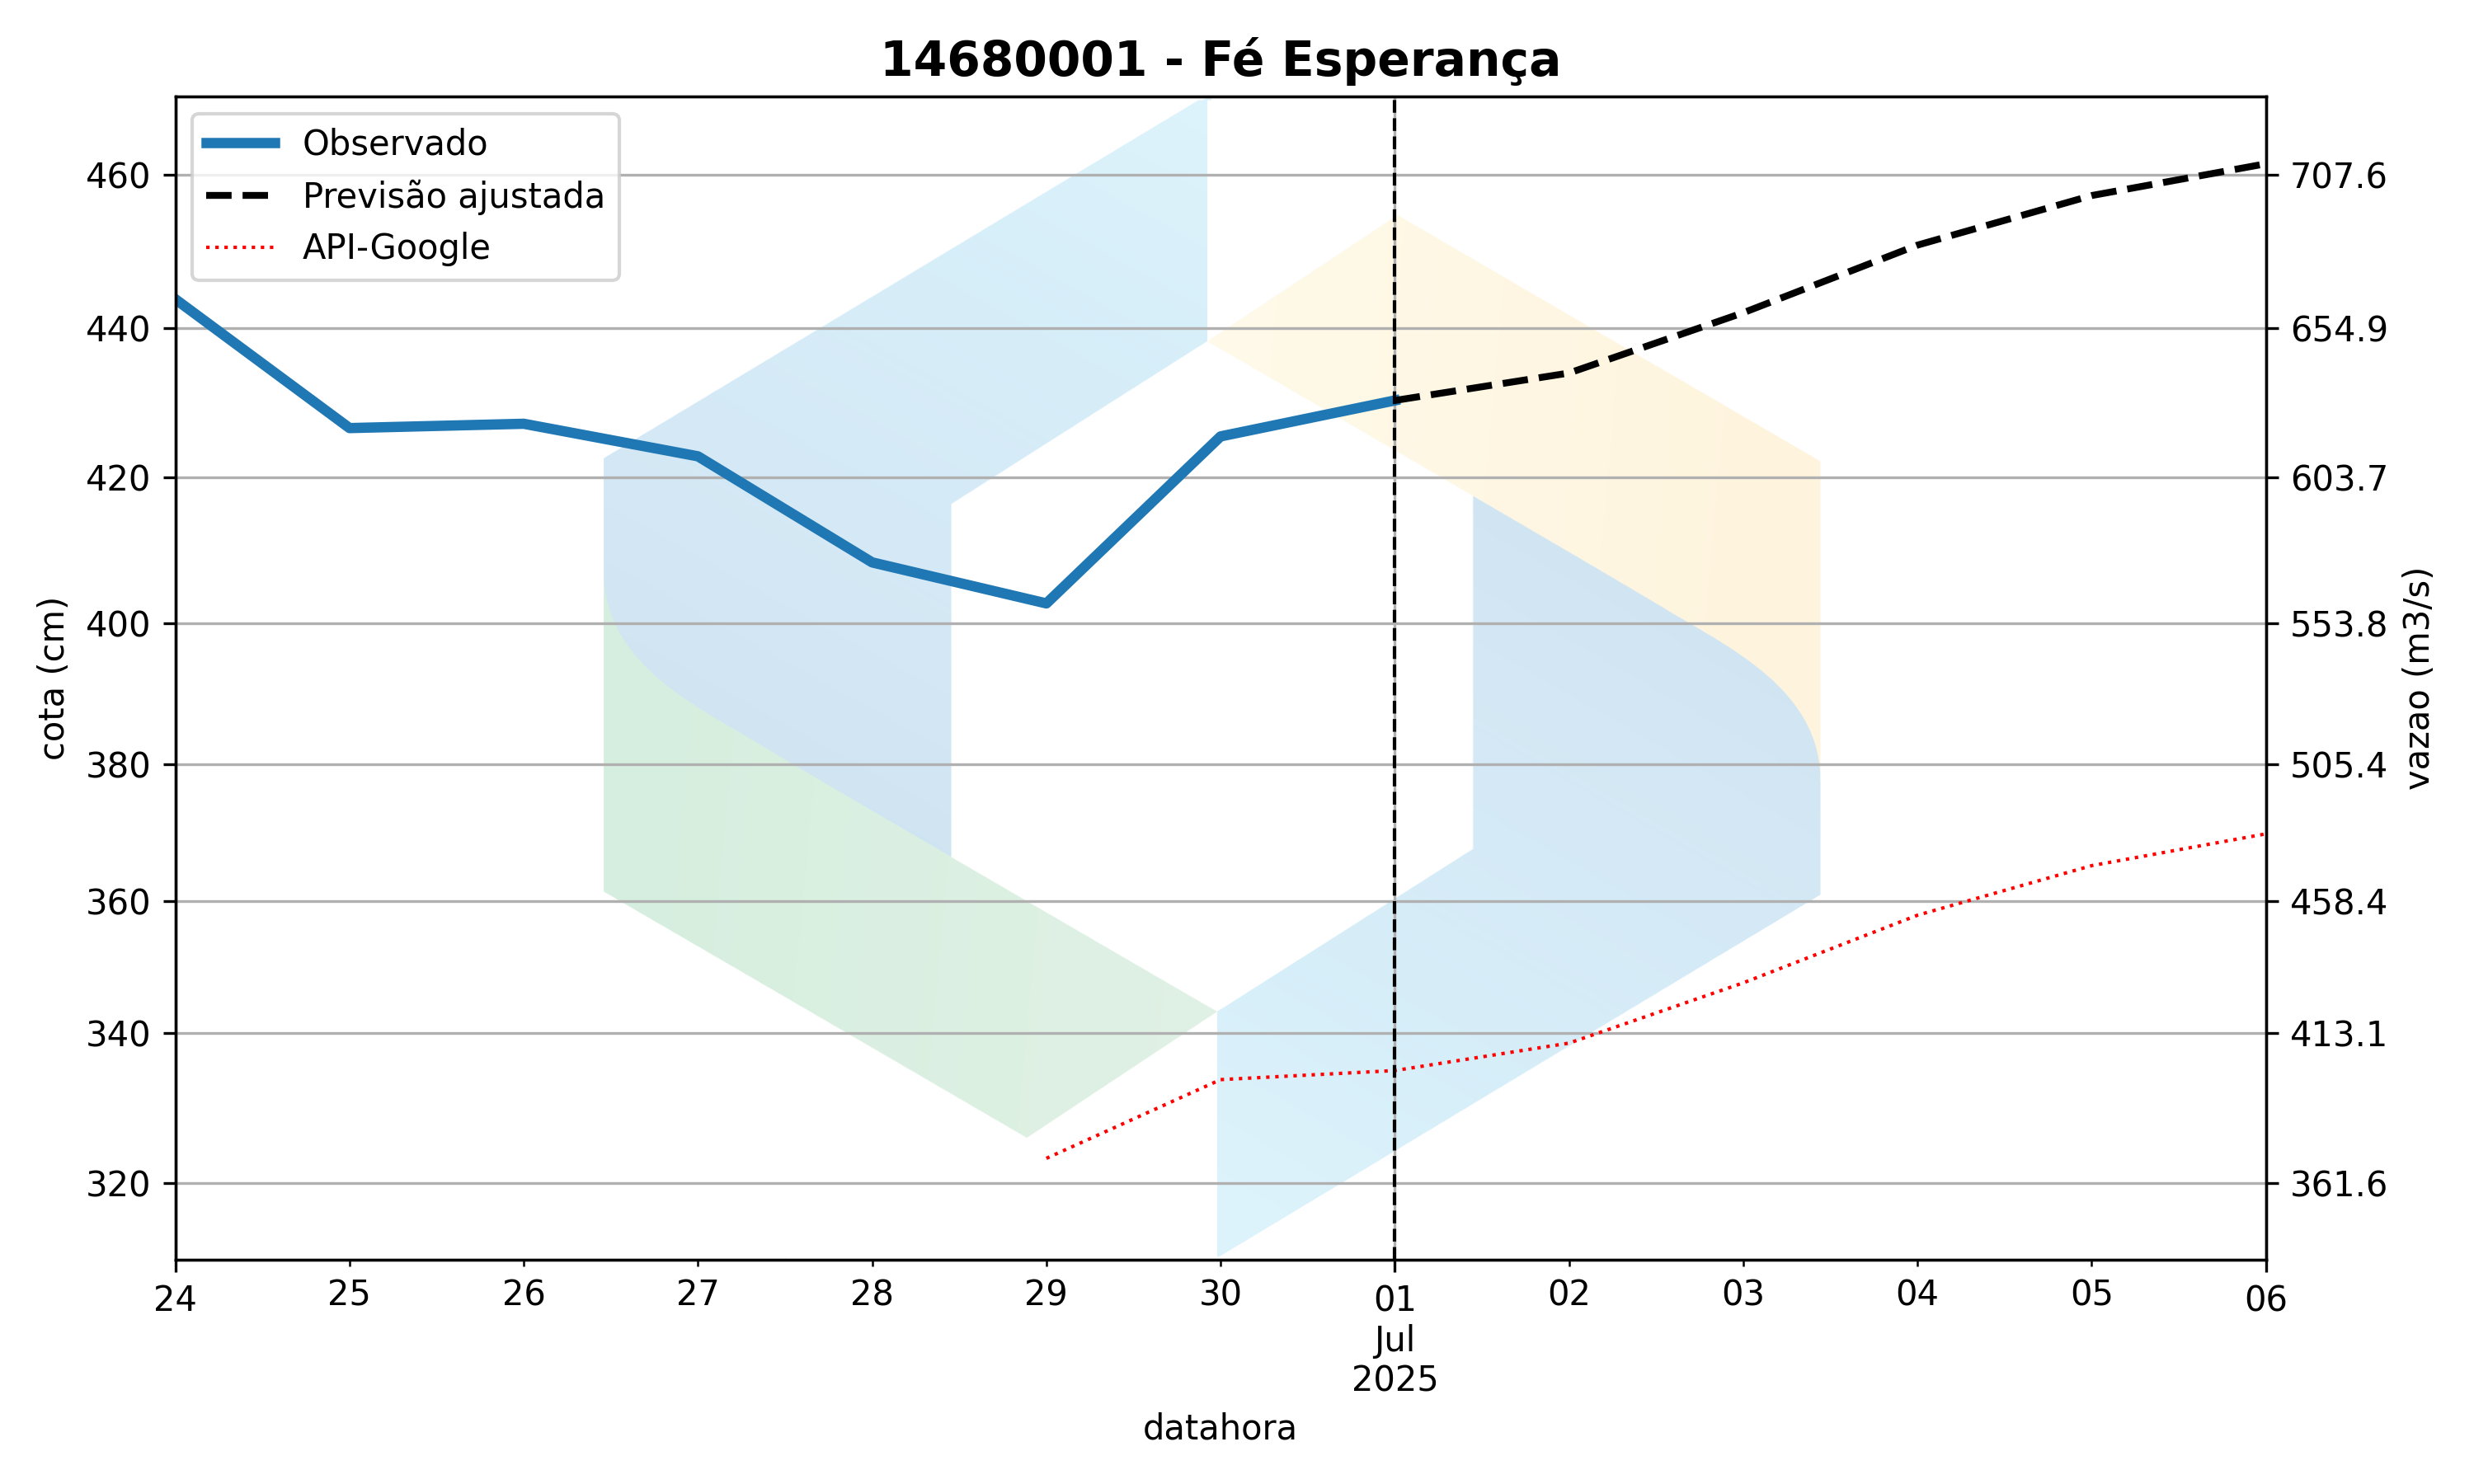 14680001 - Fé Esperança
Observado
Previsão ajustada
API-Google
460
440
420
400
380
360
340
320
cota (cm)
707.6
654.9
603.7
553.8
505.4
458.4
413.1
361.6
vazao (m3/s)
24 25 26 27 28 29 30 01 02 03 04 05 06
Jul
2025
datahora